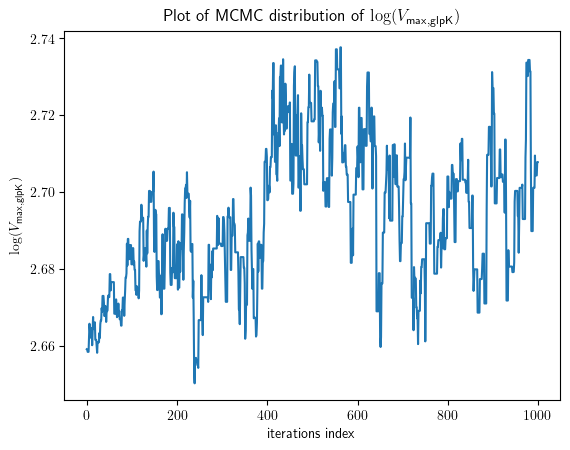 Plot of MCMC distribution of log(V_max,glpK)
2.74
2.72
2.70
2.68
2.66
log(V_max,glpK)
0 200 400 600 800 1000
iterations index